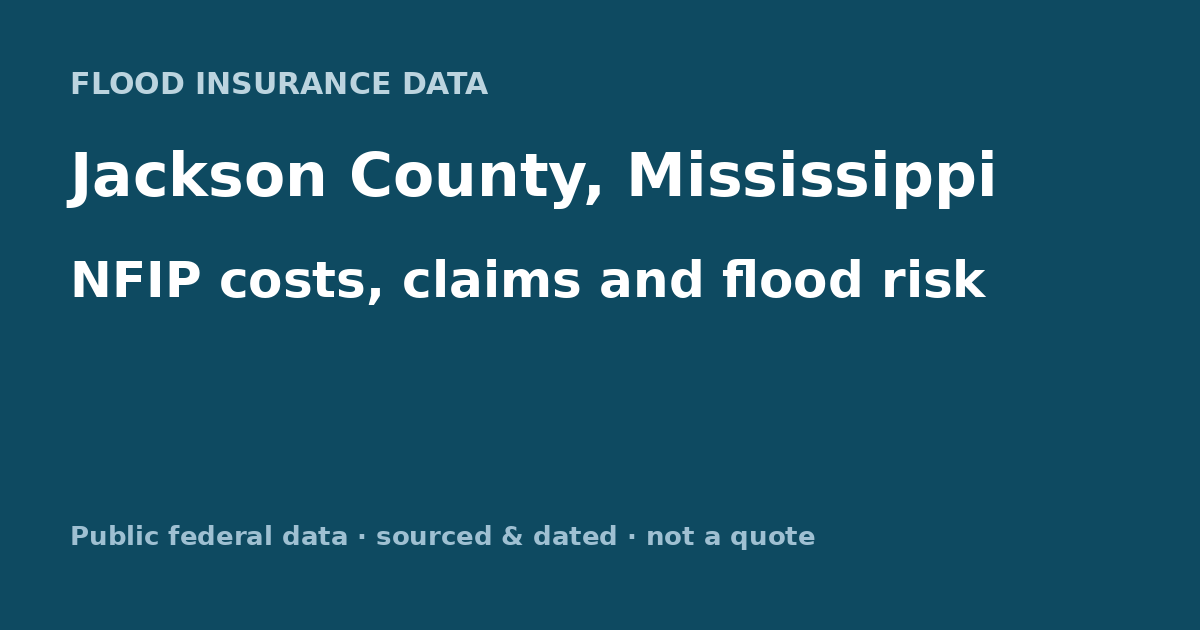 FLOOD INSURANCE DATA
Jackson County, Mississippi
NFIP costs, claims and flood risk
Public federal data · sourced & dated · not a quote